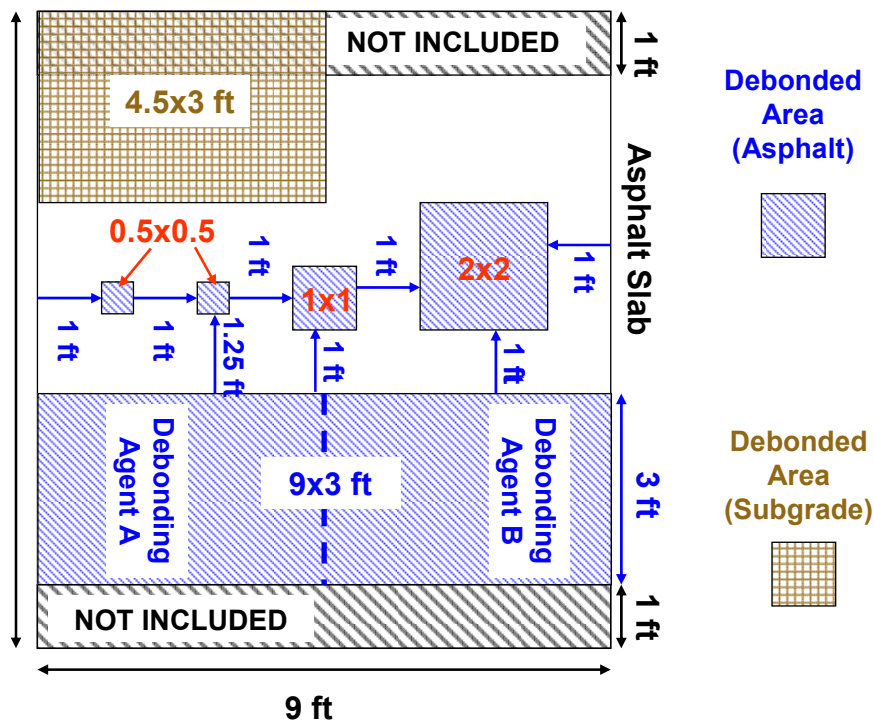 NOT INCLUDED
1 ft
4.5x3 ft
Debonded
Area
(Asphalt)
Asphalt Slab
0.5x0.5
1 ft
1 ft
2x2
1 ft
1x1
1 ft
1 ft
1.25 ft
1 ft
1 ft
Debonding
Agent A
9x3 ft
Debonding
Agent B
3 ft
Debonded
Area
(Subgrade)
NOT INCLUDED
1 ft
9 ft